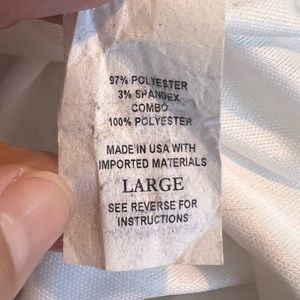 97% POLYESTER
3% SPANDEX
COMBO
100% POLYESTER
MADE IN USA WITH
IMPORTED MATERIALS
LARGE
SEE REVERSE FOR
INSTRUCTIONS